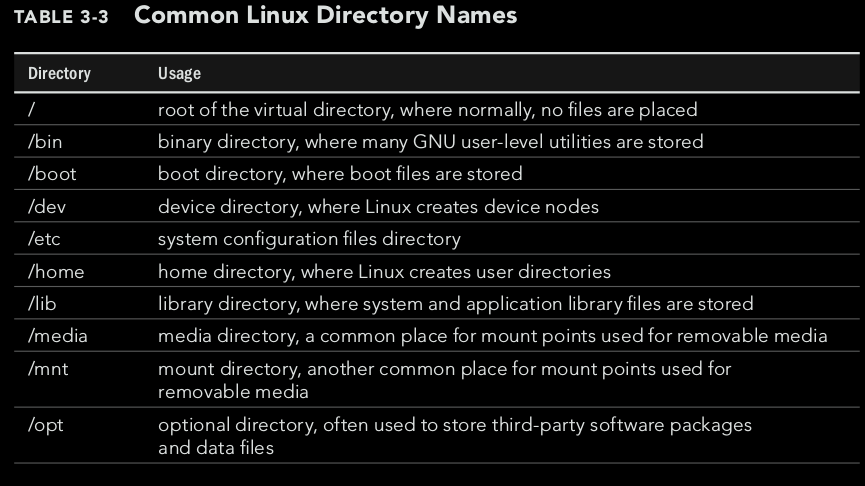 TABLE 3-3 Common Linux Directory Names
Directory Usage
/ root of the virtual directory, where normally, no files are placed
/bin binary directory, where many GNU user-level utilities are stored
/boot boot directory, where boot files are stored
/dev device directory, where Linux creates device nodes
/etc system configuration files directory
/home home directory, where Linux creates user directories
/lib library directory, where system and application library files are stored
/media media directory, a common place for mount points used for removable media
/mnt mount directory, another common place for mount points used for
removable media
/opt optional directory, often used to store third-party software packages
and data files